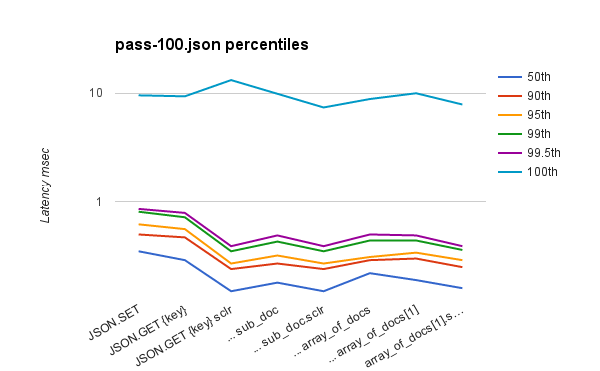 pass-100.json percentiles
10
1
Latency msec
50th
90th
95th
99th
99.5th
100th
JSON.SET
JSON.GET {key}
JSON.GET {key} sclr
... sub_doc
... sub_doc.sclr
... array_of_docs
... array_of_docs[1]
array_of_docs[1].s...